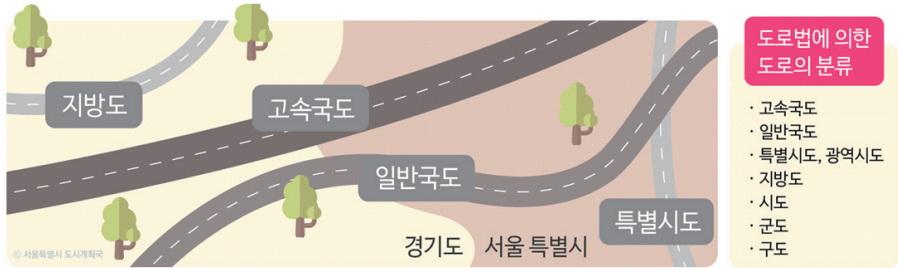 지방도
고속국도
일반국도
특별시도
경기도
서울 특별시
ⓒ 서울특별시 도시계획국
도로법에 의한
도로의 분류
· 고속국도
· 일반국도
· 특별시도, 광역시도
· 지방도
· 시도
· 군도
· 구도